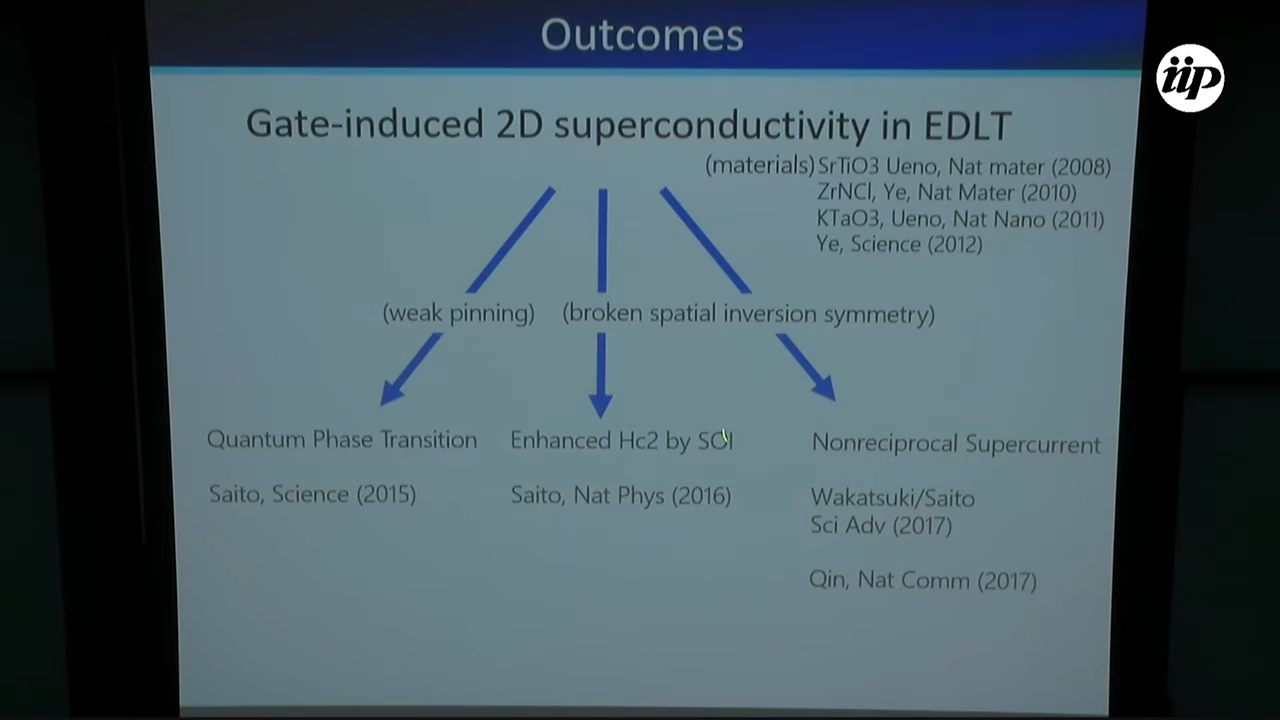 Outcomes
iip
Gate-induced 2D superconductivity in EDLT
(materials) SrTiO3 Ueno, Nat mater (2008)
ZrNCl, Ye, Nat Mater (2010)
KTaO3, Ueno, Nat Nano (2011)
Ye, Science (2012)
(weak pinning) (broken spatial inversion symmetry)
Quantum Phase Transition
Saito, Science (2015)
Enhanced Hc2 by SOI
Saito, Nat Phys (2016)
Nonreciprocal Supercurrent
Wakatsuki/Saito
Sci Adv (2017)
Qin, Nat Comm (2017)